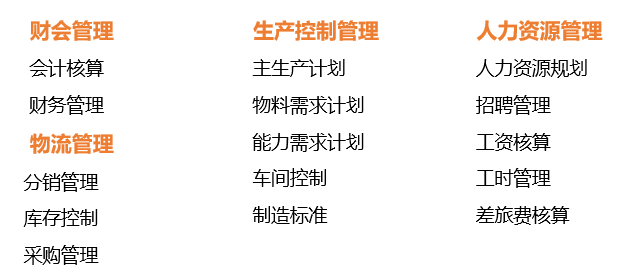 财会管理
会计核算
财务管理
物流管理
分销管理
库存控制
采购管理
生产控制管理
主生产计划
物料需求计划
能力需求计划
车间控制
制造标准
人力资源管理
人力资源规划
招聘管理
工资核算
工时管理
差旅费核算